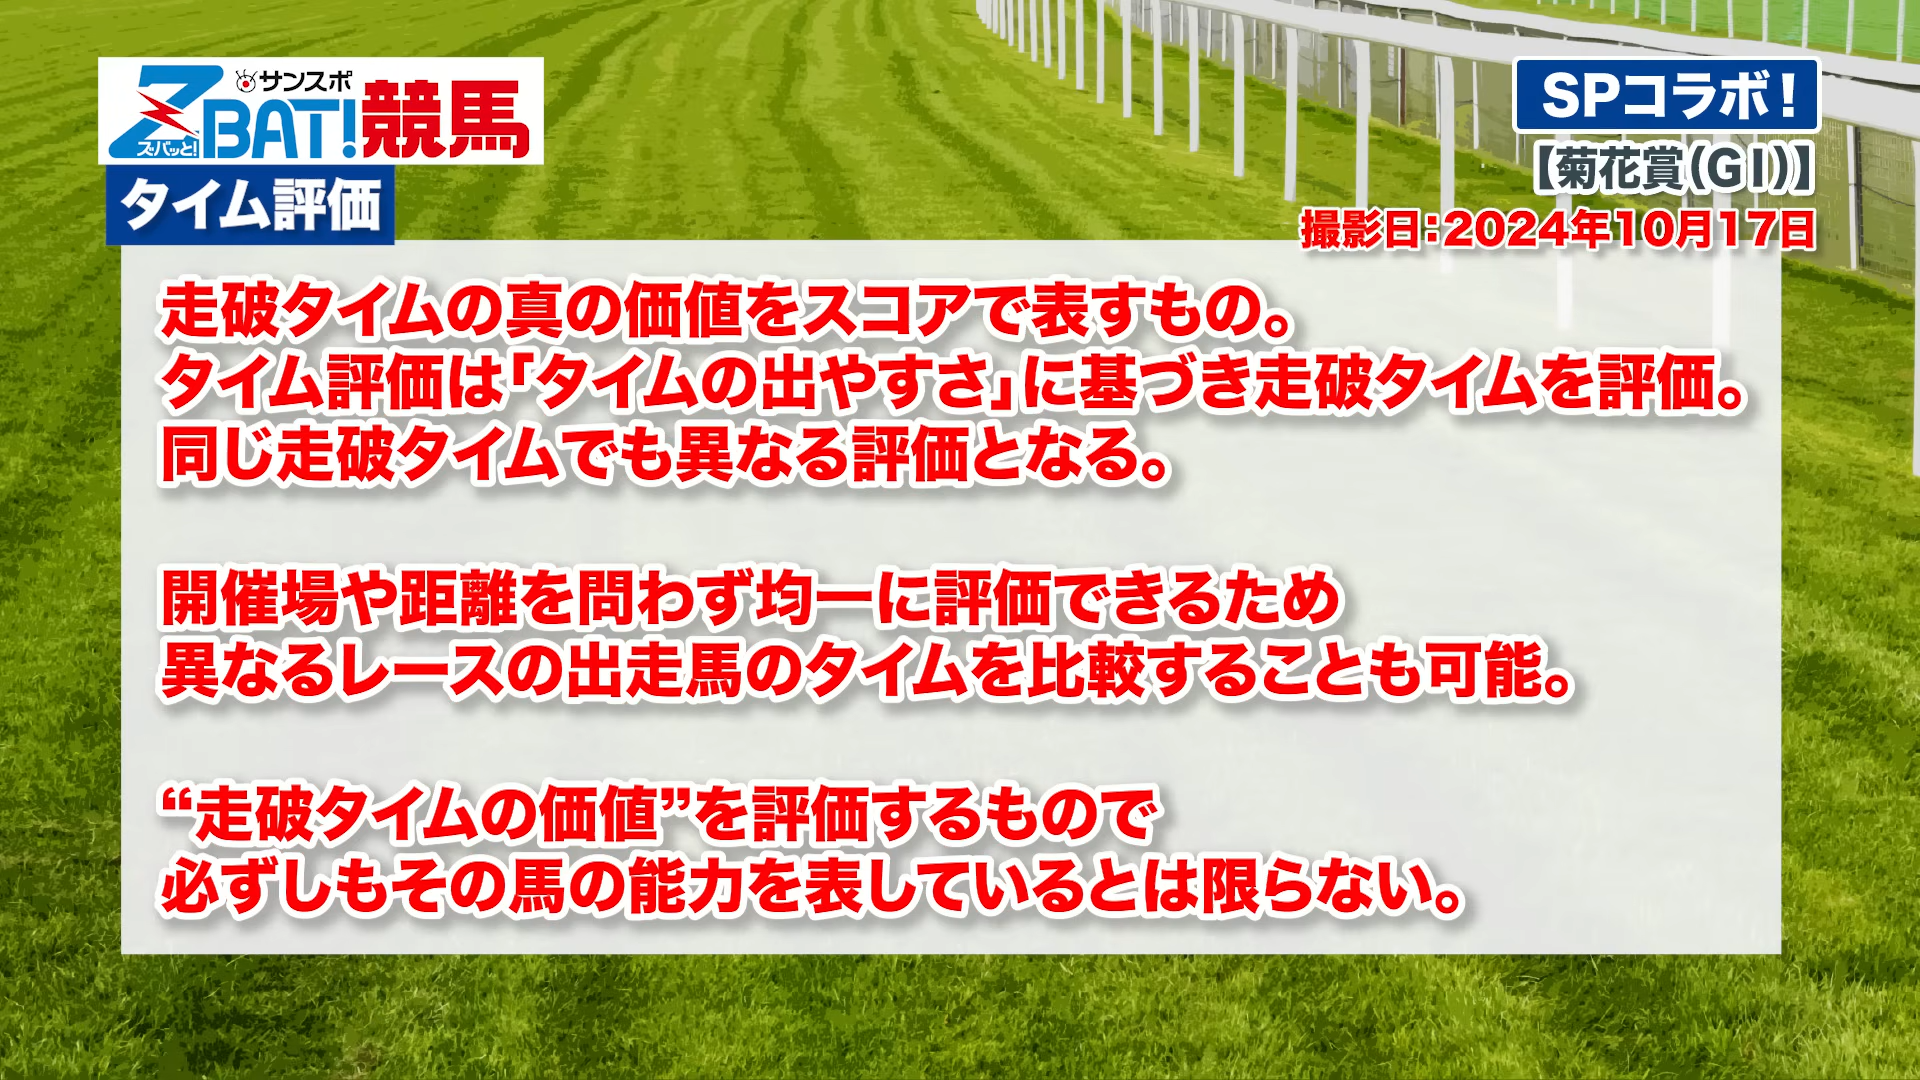 サンスポ
ZBAT!競馬
ズバッと!
タイム評価
SPコラボ!
【菊花賞(GⅠ)】
撮影日:2024年10月17日
走破タイムの真の価値をスコアで表すもの。
タイム評価は「タイムの出やすさ」に基づき走破タイムを評価。
同じ走破タイムでも異なる評価となる。
開催場や距離を問わず均一に評価できるため
異なるレースの出走馬のタイムを比較することも可能。
“走破タイムの価値”を評価するもので
必ずしもその馬の能力を表しているとは限らない。